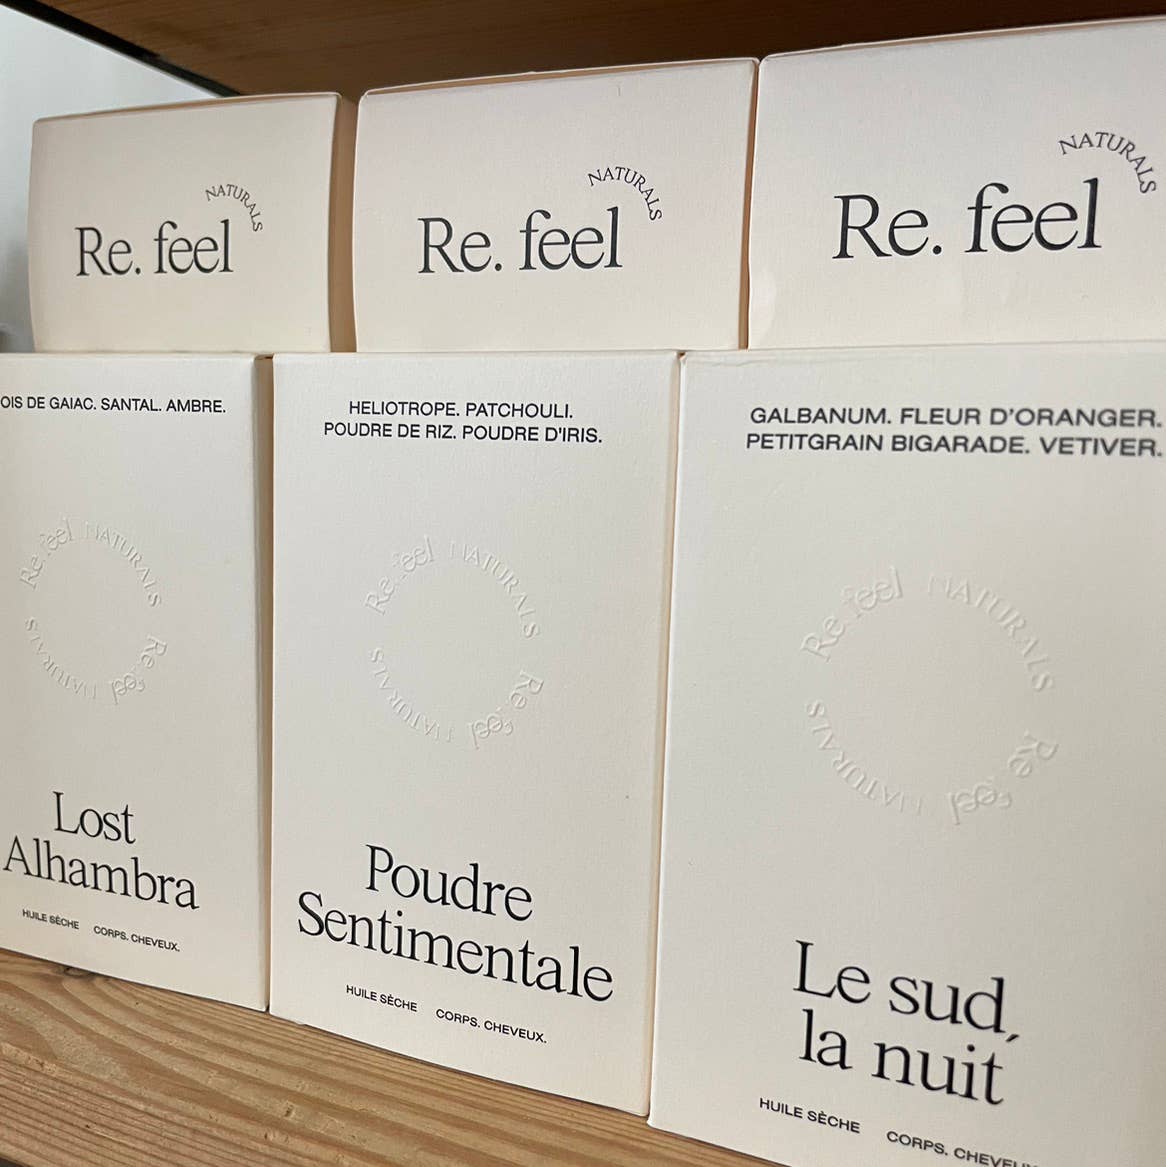 NATURALS
Re. feel
NATURALS
Re. feel
NATURALS
Re. feel
OIS DE GAIAC. SANTAL. AMBRE.
Re. feel NATURALS Re. feel NATURALS
Lost
Alhambra
HUILE SÈCHE CORPS. CHEVEUX.
HELIOTROPE. PATCHOULI.
POUDRE DE RIZ. POUDRE D'IRIS.
Re. feel NATURALS Re. feel NATURALS
Poudre
Sentimentale
HUILE SÈCHE CORPS. CHEVEUX.
GALBANUM. FLEUR D'ORANGER.
PETITGRAIN BIGARADE. VETIVER.
Re. feel NATURALS Re. feel NATURALS
Le sud,
la nuit
HUILE SÈCHE CORPS. CHEVEU